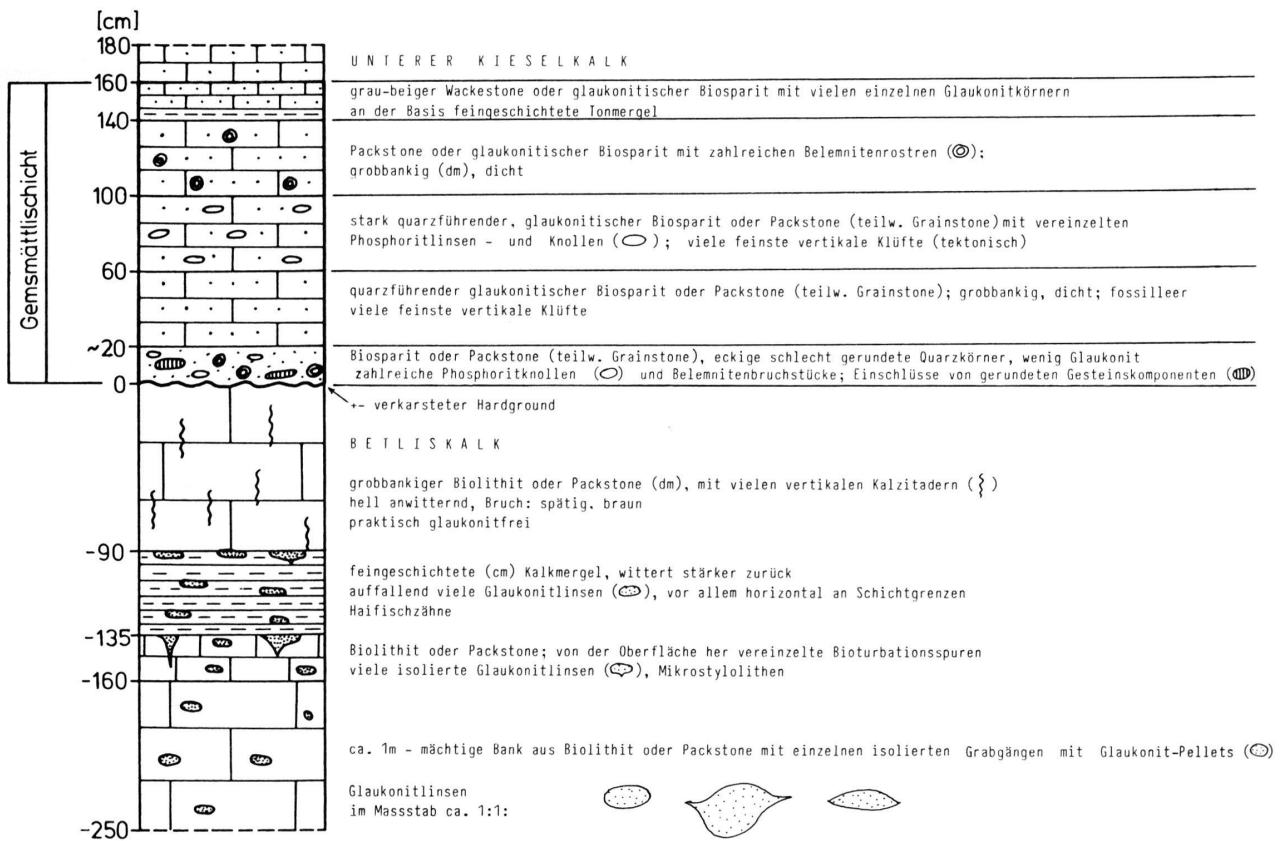 [cm]
180
UNTERER KIESELKALK
160
grau-beiger Wackestone oder glaukonitischer Biosparit mit vielen einzelnen Glaukonitkörnern
an der Basis feingeschichtete Tonmergel
140
Packstone oder glaukonitischer Biosparit mit zahlreichen Belemnitenrostren ( );
grobbankig (dm), dicht
100
stark quarzführender, glaukonitischer Biosparit oder Packstone (teilw. Grainstone) mit vereinzelten
Phosphoritlinsen - und Knollen ( ); viele feinste vertikale Klüfte (tektonisch)
60
quarzführender glaukonitischer Biosparit oder Packstone (teilw. Grainstone); grobbankig, dicht; fossilleer
viele feinste vertikale Klüfte
~20
Biosparit oder Packstone (teilw. Grainstone), eckige schlecht gerundete Quarzkörner, wenig Glaukonit
zahlreiche Phosphoritknollen ( ) und Belemnitenbruchstücke; Einschlüsse von gerundeten Gesteinskomponenten ( )
0
Gemsmättlischicht
+- verkarsteter Hardground
BETLISKALK
grobbankiger Biolithit oder Packstone (dm), mit vielen vertikalen Kalzitadern ( )
hell anwitternd, Bruch: spätig, braun
praktisch glaukonitfrei
-90
feingeschichtete (cm) Kalkmergel, wittert stärker zurück
auffallend viele Glaukonitlinsen ( ), vor allem horizontal an Schichtgrenzen
Haifischzähne
-135
Biolithit oder Packstone; von der Oberfläche her vereinzelte Bioturbationsspuren
viele isolierte Glaukonitlinsen ( ), Mikrostylolithen
-160
ca. 1m - mächtige Bank aus Biolithit oder Packstone mit einzelnen isolierten Grabgängen mit Glaukonit-Pellets ( )
Glaukonitlinsen
im Massstab ca. 1:1:
-250